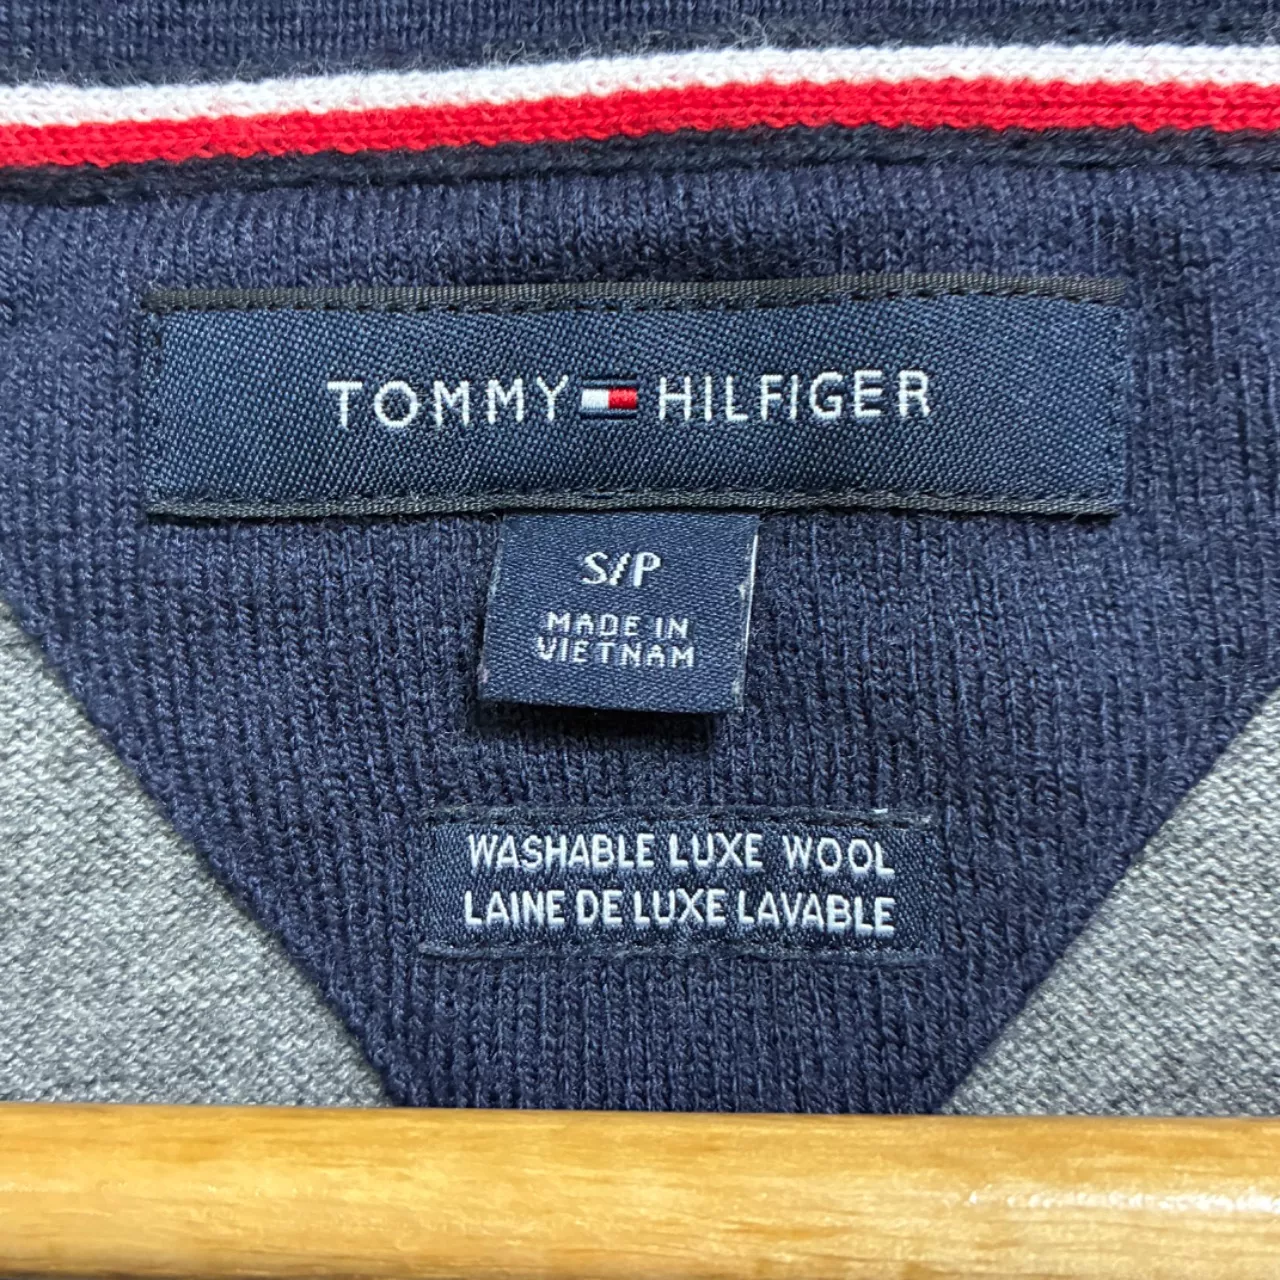 TOMMY HILFIGER
S/P
MADE IN
VIETNAM
WASHABLE LUXE WOOL
LAINE DE LUXE LAVABLE